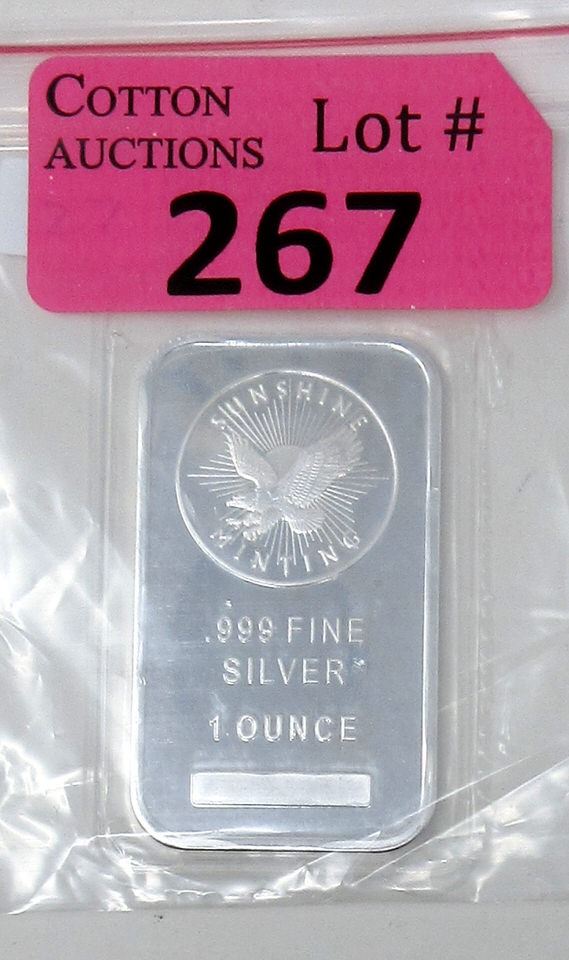 COTTON
AUCTIONS
Lot #
267
SUNSHINE
MINTING
.999 FINE
SILVER
1 OUNCE